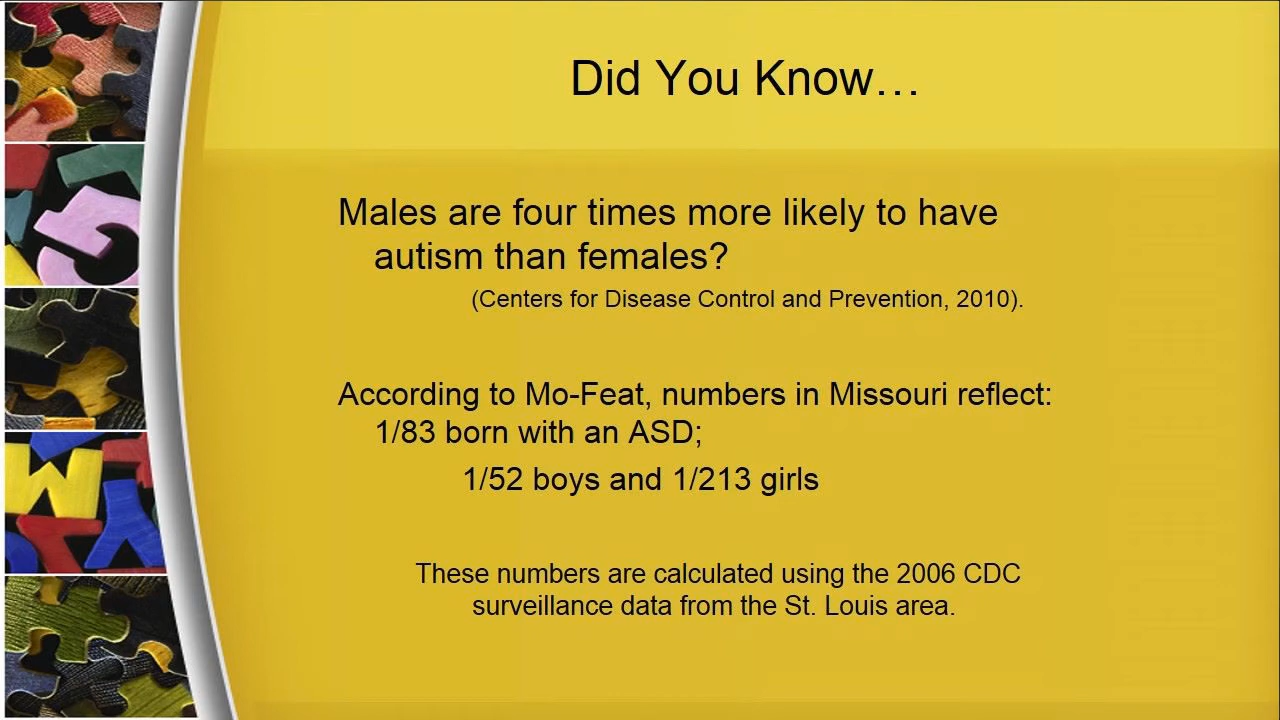 Did You Know…
Males are four times more likely to have
autism than females?
(Centers for Disease Control and Prevention, 2010).
According to Mo-Feat, numbers in Missouri reflect:
1/83 born with an ASD;
1/52 boys and 1/213 girls
These numbers are calculated using the 2006 CDC
surveillance data from the St. Louis area.